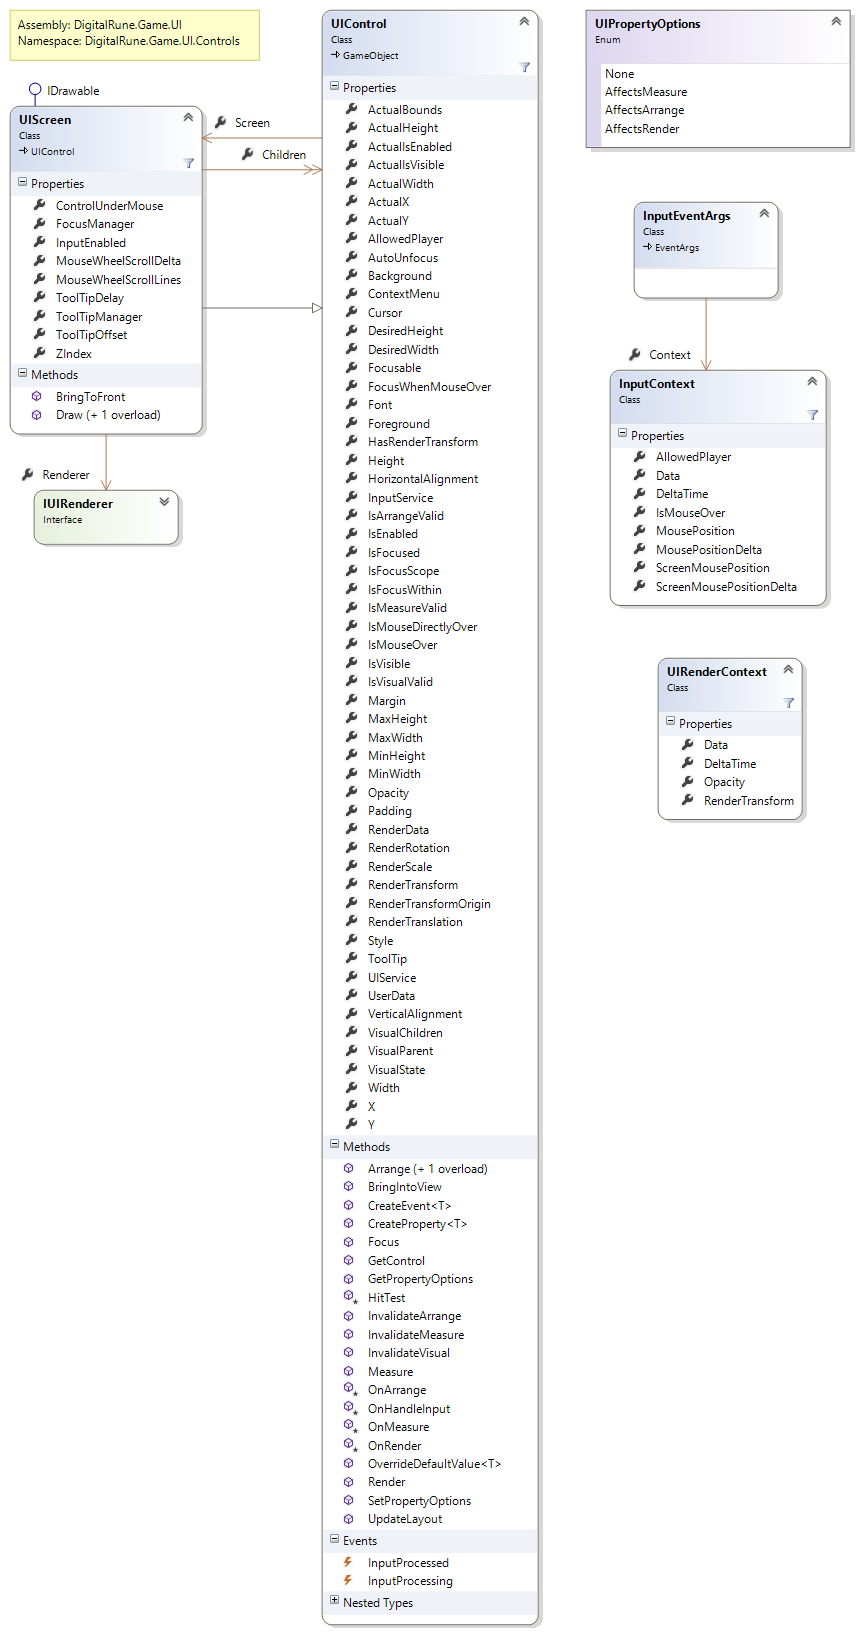 Assembly: DigitalRune.Game.UI
Namespace: DigitalRune.Game.UI.Controls
IDrawable
UIScreen
Class
UIControl
Properties
ControlUnderMouse
FocusManager
InputEnabled
MouseWheelScrollDelta
MouseWheelScrollLines
ToolTipDelay
ToolTipManager
ToolTipOffset
ZIndex
Methods
BringToFront
Draw (+ 1 overload)
Screen
Children
Renderer
IUIRenderer
Interface
UIControl
Class
GameObject
Properties
ActualBounds
ActualHeight
ActualIsEnabled
ActualIsVisible
ActualWidth
ActualX
ActualY
AllowedPlayer
AutoUnfocus
Background
ContextMenu
Cursor
DesiredHeight
DesiredWidth
Focusable
FocusWhenMouseOver
Font
Foreground
HasRenderTransform
Height
HorizontalAlignment
InputService
IsArrangeValid
IsEnabled
IsFocused
IsFocusScope
IsFocusWithin
IsMeasureValid
IsMouseDirectlyOver
IsMouseOver
IsVisible
IsVisualValid
Margin
MaxHeight
MaxWidth
MinHeight
MinWidth
Opacity
Padding
RenderData
RenderRotation
RenderScale
RenderTransform
RenderTransformOrigin
RenderTranslation
Style
ToolTip
UIService
UserData
VerticalAlignment
VisualChildren
VisualParent
VisualState
Width
X
Y
Methods
Arrange (+ 1 overload)
BringIntoView
CreateEvent<T>
CreateProperty<T>
Focus
GetControl
GetPropertyOptions
HitTest
InvalidateArrange
InvalidateMeasure
InvalidateVisual
Measure
OnArrange
OnHandleInput
OnMeasure
OnRender
OverrideDefaultValue<T>
Render
SetPropertyOptions
UpdateLayout
Events
InputProcessed
InputProcessing
Nested Types
UIPropertyOptions
Enum
None
AffectsMeasure
AffectsArrange
AffectsRender
InputEventArgs
Class
EventArgs
Context
InputContext
Class
Properties
AllowedPlayer
Data
DeltaTime
IsMouseOver
MousePosition
MousePositionDelta
ScreenMousePosition
ScreenMousePositionDelta
UIRenderContext
Class
Properties
Data
DeltaTime
Opacity
RenderTransform